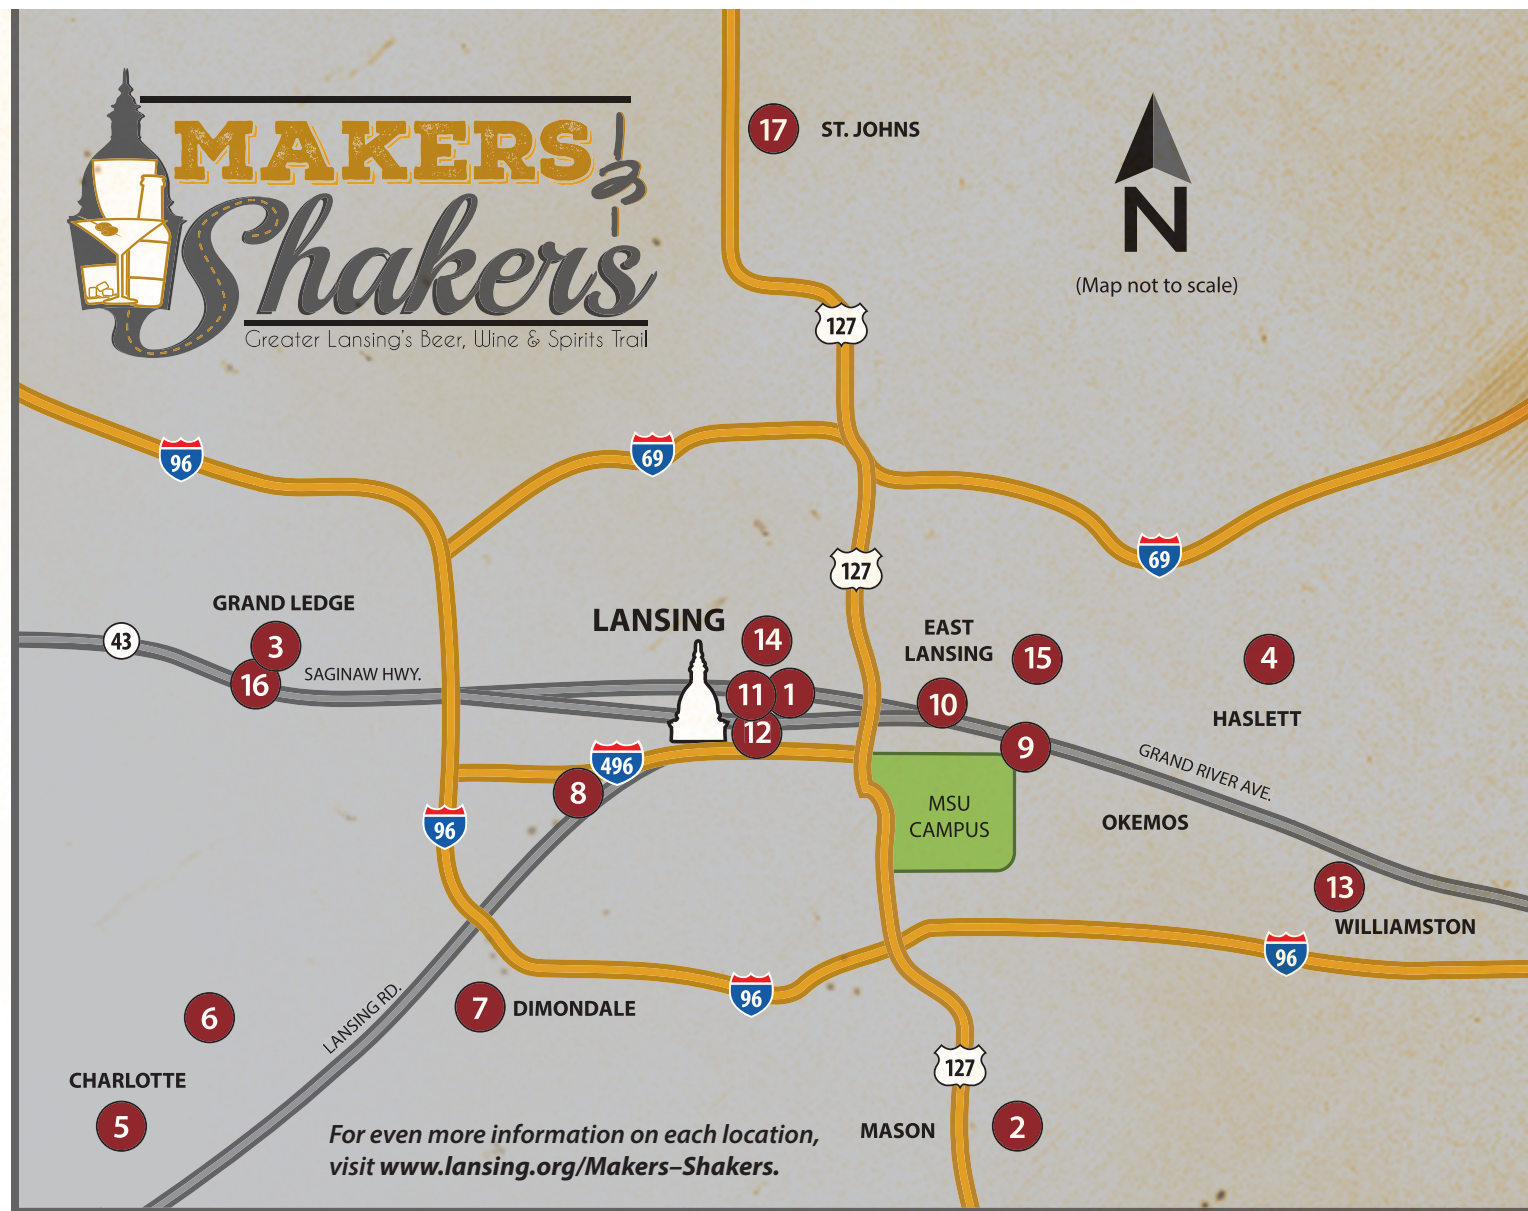 MAKERS
&
Shakers
Greater Lansing's Beer, Wine & Spirits Trail
17 ST. JOHNS
N
(Map not to scale)
127
96
69
69
127
GRAND LEDGE
43
3
16
SAGINAW HWY.
LANSING
14
11
1
12
EAST
LANSING
15
10
9
4
HASLETT
GRAND RIVER AVE.
496
8
96
MSU
CAMPUS
OKEMOS
13
WILLIAMSTON
96
96
7 DIMONDALE
LANSING RD.
6
CHARLOTTE
5
127
MASON 2
For even more information on each location,
visit www.lansing.org/Makers–Shakers.